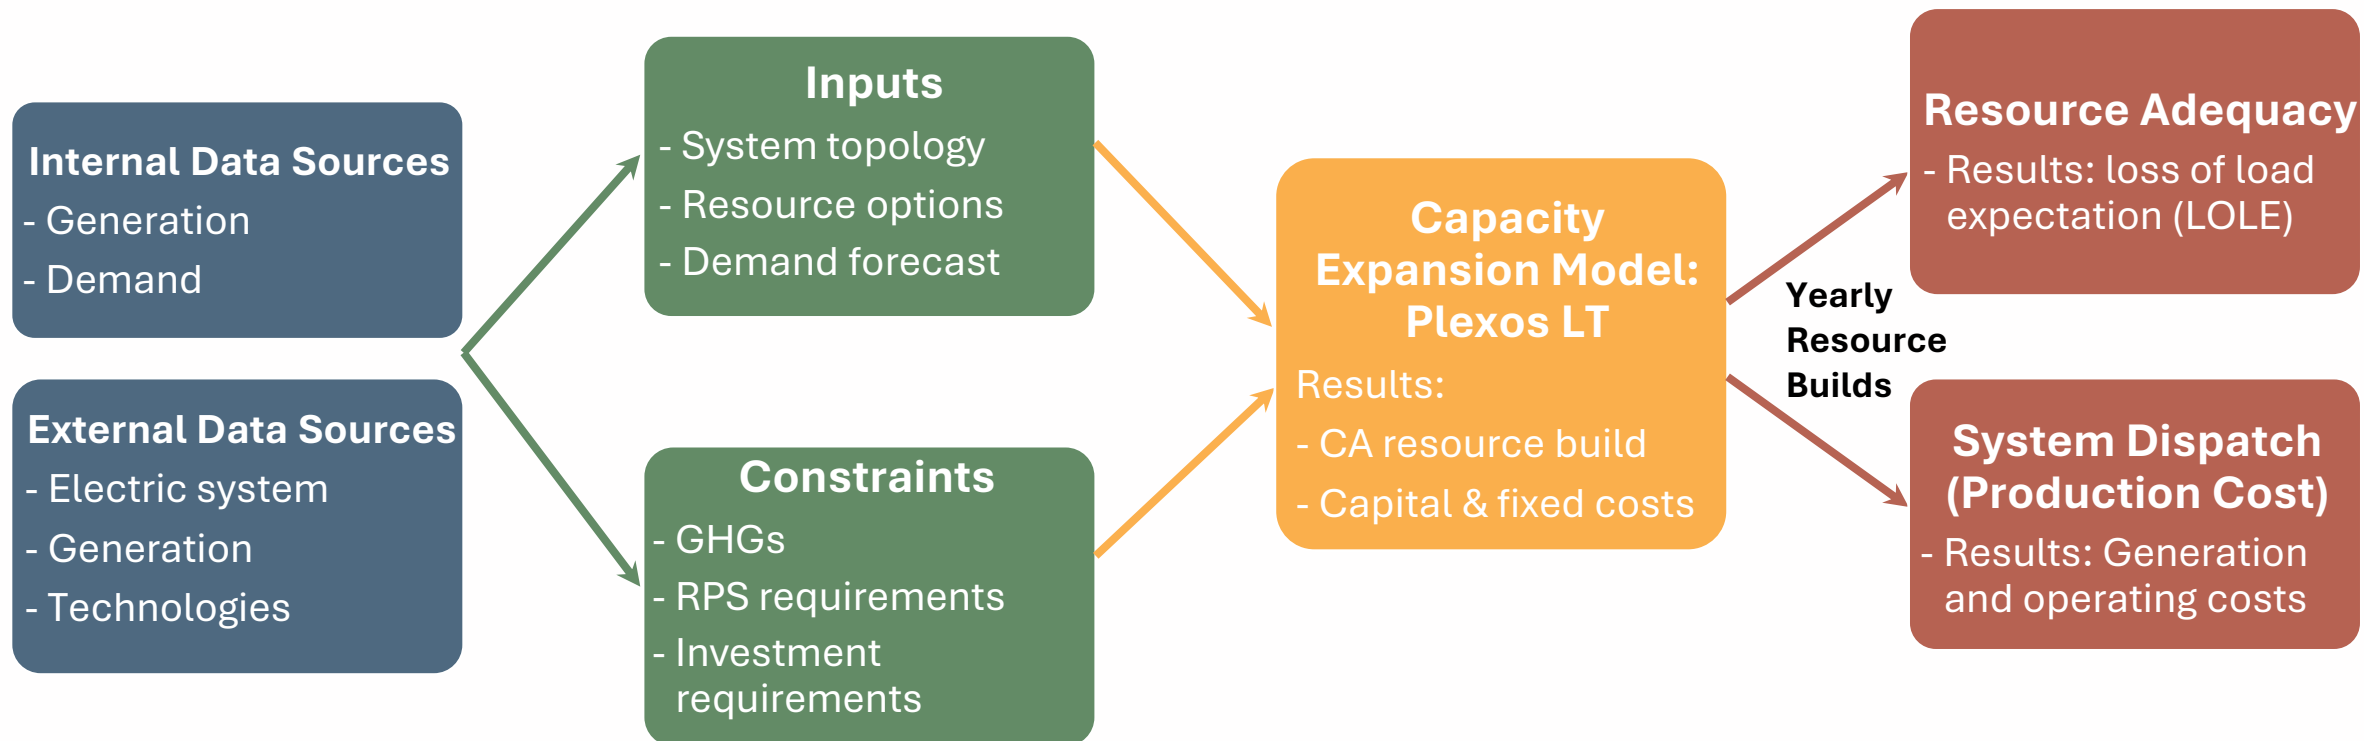 Internal Data Sources
- Generation
- Demand
External Data Sources
- Electric system
- Generation
- Technologies
Inputs
- System topology
- Resource options
- Demand forecast
Constraints
- GHGs
- RPS requirements
- Investment
requirements
Capacity
Expansion Model:
Plexos LT
Results:
- CA resource build
- Capital & fixed costs
Yearly
Resource
Builds
Resource Adequacy
- Results: loss of load
expectation (LOLE)
System Dispatch
(Production Cost)
- Results: Generation
and operating costs